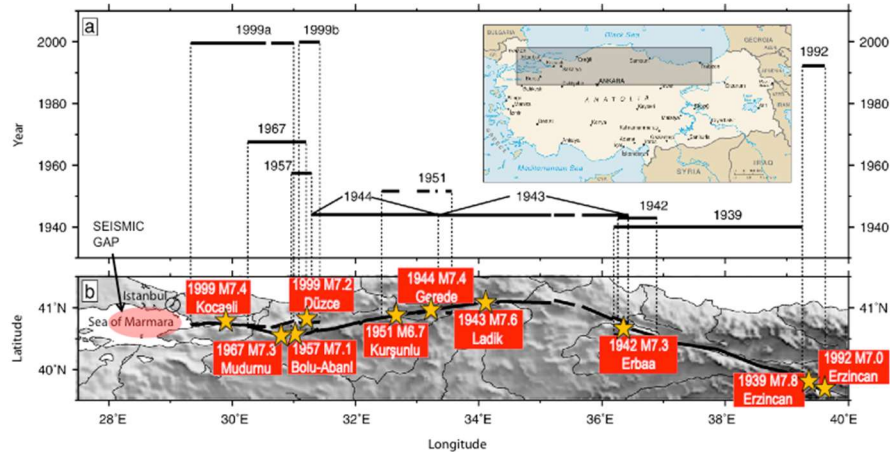 a
1999a
1999b
1992
2000
1980
1967
1960
1957
1951
1944
1943
1942
1939
1940
Year
BULGARIA
Black Sea
GEORGIA
ANKARA
ANATOLIA
Mediterranean Sea
SYRIA
IRAQ
SEISMIC
GAP
b
Istanbul
Sea of Marmara
1999 M7.4
Kocaeli
1999 M7.2
Düzce
1944 M7.4
Gerede
1967 M7.3
Mudurnu
1957 M7.1
Bolu-Abant
1951 M6.7
Kurşunlu
1943 M7.6
Ladik
1942 M7.3
Erbaa
1939 M7.8
Erzincan
1992 M7.0
Erzincan
41°N
40°N
Latitude
28°E
30°E
32°E
34°E
36°E
38°E
40°E
Longitude